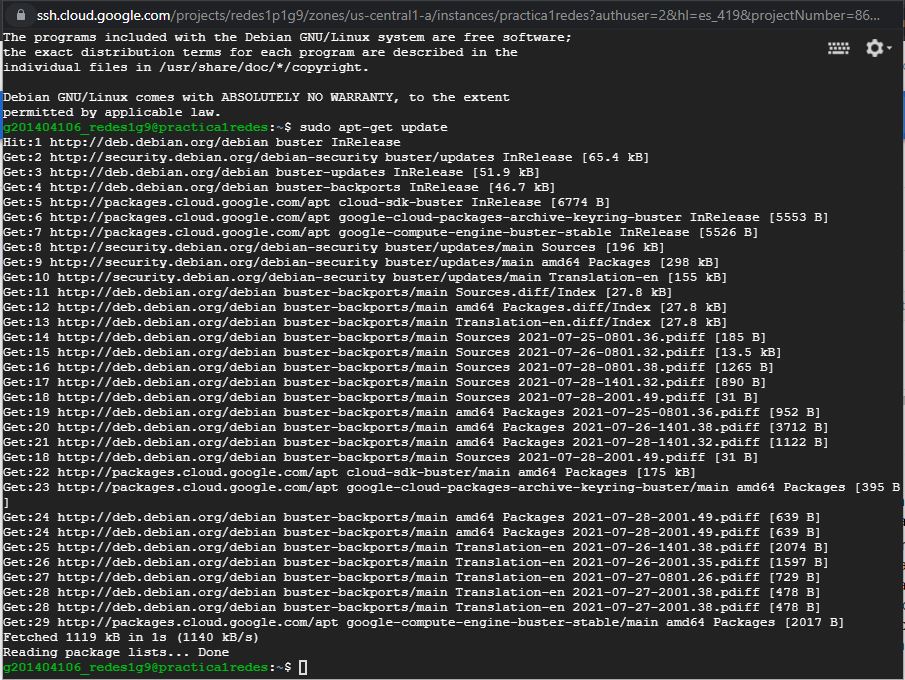 ssh.cloud.google.com/projects/redes1p1g9/zones/us-central1-a/instances/practica1redes?authuser=2&hl=es_419&projectNumber=86...
The programs included with the Debian GNU/Linux system are free software;
the exact distribution terms for each program are described in the
individual files in /usr/share/doc/*/copyright.
Debian GNU/Linux comes with ABSOLUTELY NO WARRANTY, to the extent
permitted by applicable law.
g201404106_redes1g9@practica1redes:~$ sudo apt-get update
Hit:1 http://deb.debian.org/debian buster InRelease
Get:2 http://security.debian.org/debian-security buster/updates InRelease [65.4 kB]
Get:3 http://deb.debian.org/debian buster-updates InRelease [51.9 kB]
Get:4 http://deb.debian.org/debian buster-backports InRelease [46.7 kB]
Get:5 http://packages.cloud.google.com/apt cloud-sdk-buster InRelease [6774 B]
Get:6 http://packages.cloud.google.com/apt google-cloud-packages-archive-keyring-buster InRelease [5553 B]
Get:7 http://packages.cloud.google.com/apt google-compute-engine-buster-stable InRelease [5526 B]
Get:8 http://security.debian.org/debian-security buster/updates/main Sources [196 kB]
Get:9 http://security.debian.org/debian-security buster/updates/main amd64 Packages [298 kB]
Get:10 http://security.debian.org/debian-security buster/updates/main Translation-en [155 kB]
Get:11 http://deb.debian.org/debian buster-backports/main Sources.diff/Index [27.8 kB]
Get:12 http://deb.debian.org/debian buster-backports/main amd64 Packages.diff/Index [27.8 kB]
Get:13 http://deb.debian.org/debian buster-backports/main Translation-en.diff/Index [27.8 kB]
Get:14 http://deb.debian.org/debian buster-backports/main Sources 2021-07-25-0801.36.pdiff [185 B]
Get:15 http://deb.debian.org/debian buster-backports/main Sources 2021-07-26-0801.32.pdiff [13.5 kB]
Get:16 http://deb.debian.org/debian buster-backports/main Sources 2021-07-28-0801.38.pdiff [1265 B]
Get:17 http://deb.debian.org/debian buster-backports/main Sources 2021-07-28-1401.32.pdiff [890 B]
Get:18 http://deb.debian.org/debian buster-backports/main Sources 2021-07-28-2001.49.pdiff [31 B]
Get:19 http://deb.debian.org/debian buster-backports/main amd64 Packages 2021-07-25-0801.36.pdiff [952 B]
Get:20 http://deb.debian.org/debian buster-backports/main amd64 Packages 2021-07-26-1401.38.pdiff [3712 B]
Get:21 http://deb.debian.org/debian buster-backports/main amd64 Packages 2021-07-28-1401.32.pdiff [1122 B]
Get:18 http://deb.debian.org/debian buster-backports/main Sources 2021-07-28-2001.49.pdiff [31 B]
Get:22 http://packages.cloud.google.com/apt cloud-sdk-buster/main amd64 Packages [175 kB]
Get:23 http://packages.cloud.google.com/apt google-cloud-packages-archive-keyring-buster/main amd64 Packages [395 B
]
Get:24 http://deb.debian.org/debian buster-backports/main amd64 Packages 2021-07-28-2001.49.pdiff [639 B]
Get:24 http://deb.debian.org/debian buster-backports/main amd64 Packages 2021-07-28-2001.49.pdiff [639 B]
Get:25 http://deb.debian.org/debian buster-backports/main Translation-en 2021-07-26-1401.38.pdiff [2074 B]
Get:26 http://deb.debian.org/debian buster-backports/main Translation-en 2021-07-26-2001.35.pdiff [1597 B]
Get:27 http://deb.debian.org/debian buster-backports/main Translation-en 2021-07-27-0801.26.pdiff [729 B]
Get:28 http://deb.debian.org/debian buster-backports/main Translation-en 2021-07-27-2001.38.pdiff [478 B]
Get:28 http://deb.debian.org/debian buster-backports/main Translation-en 2021-07-27-2001.38.pdiff [478 B]
Get:29 http://packages.cloud.google.com/apt google-compute-engine-buster-stable/main amd64 Packages [2017 B]
Fetched 1119 kB in 1s (1140 kB/s)
Reading package lists... Done
g201404106_redes1g9@practica1redes:~$